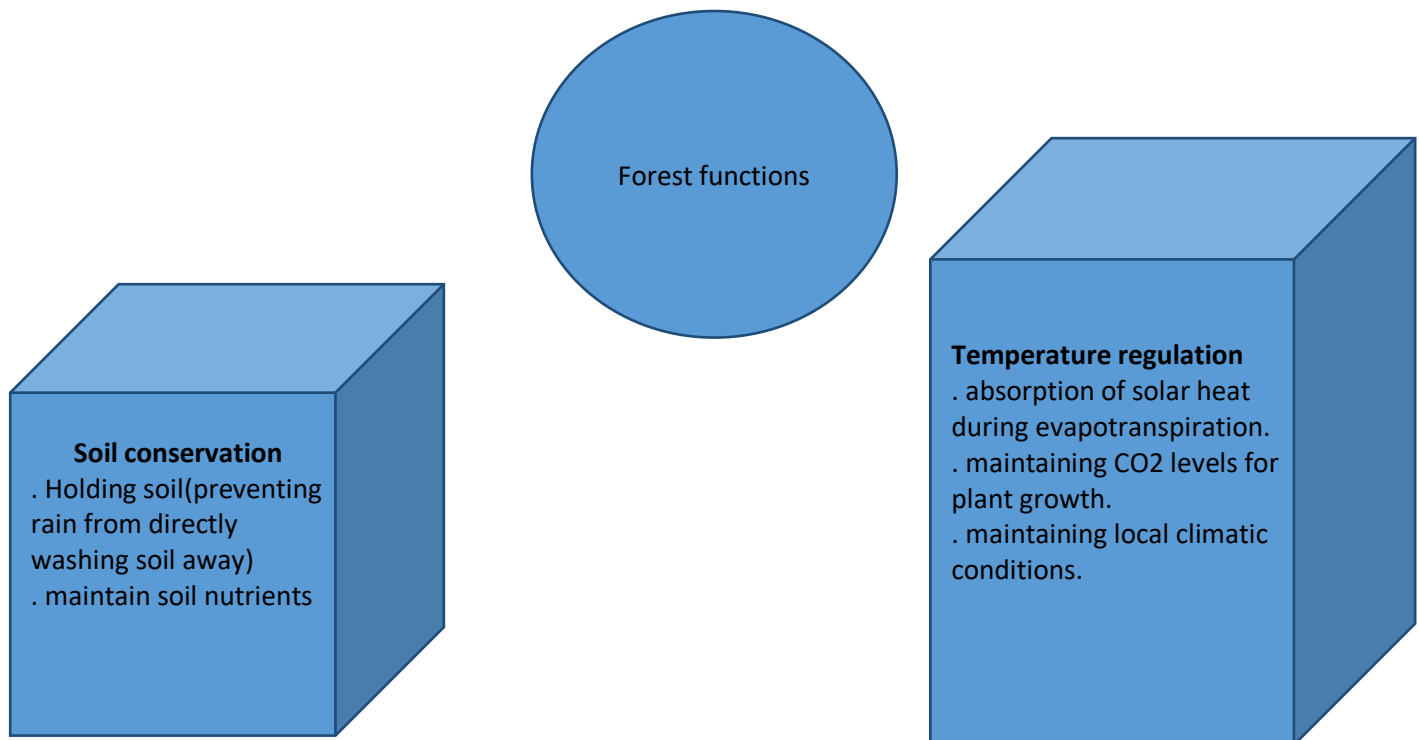 Forest functions
Soil conservation
. Holding soil(preventing
rain from directly
washing soil away)
. maintain soil nutrients
Temperature regulation
. absorption of solar heat
during evapotranspiration.
. maintaining CO2 levels for
plant growth.
. maintaining local climatic
conditions.